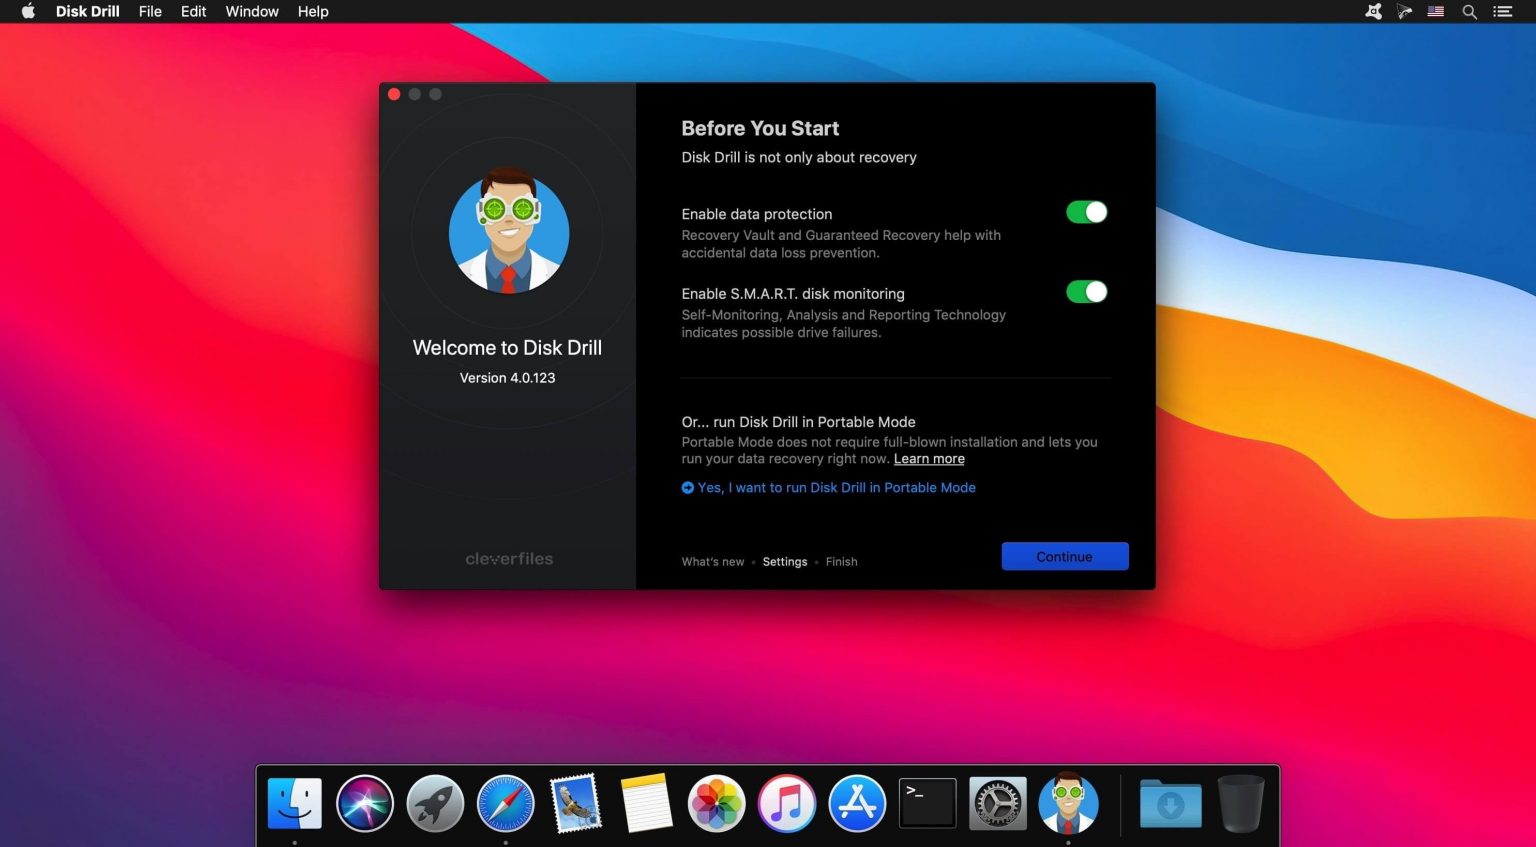 Disk Drill File Edit Window Help
Welcome to Disk Drill
Version 4.0.123
cleverfiles
Before You Start
Disk Drill is not only about recovery
Enable data protection
Recovery Vault and Guaranteed Recovery help with
accidental data loss prevention.
Enable S.M.A.R.T. disk monitoring
Self-Monitoring, Analysis and Reporting Technology
indicates possible drive failures.
Or... run Disk Drill in Portable Mode
Portable Mode does not require full-blown installation and lets you
run your data recovery right now. Learn more
Yes, I want to run Disk Drill in Portable Mode
What's new • Settings • Finish
Continue
>_